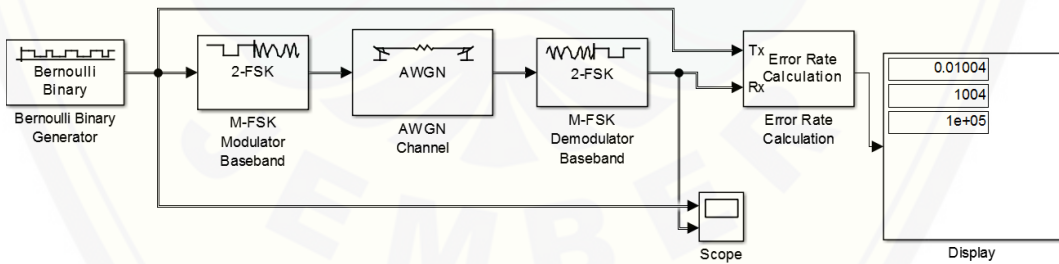 Bernoulli
Binary
Bernoulli Binary
Generator
2-FSK
M-FSK
Modulator
Baseband
AWGN
AWGN
Channel
2-FSK
M-FSK
Demodulator
Baseband
Tx
Rx
Error Rate
Calculation
Error Rate
Calculation
Scope
0.01004
1004
1e+05
Display
JEMBER